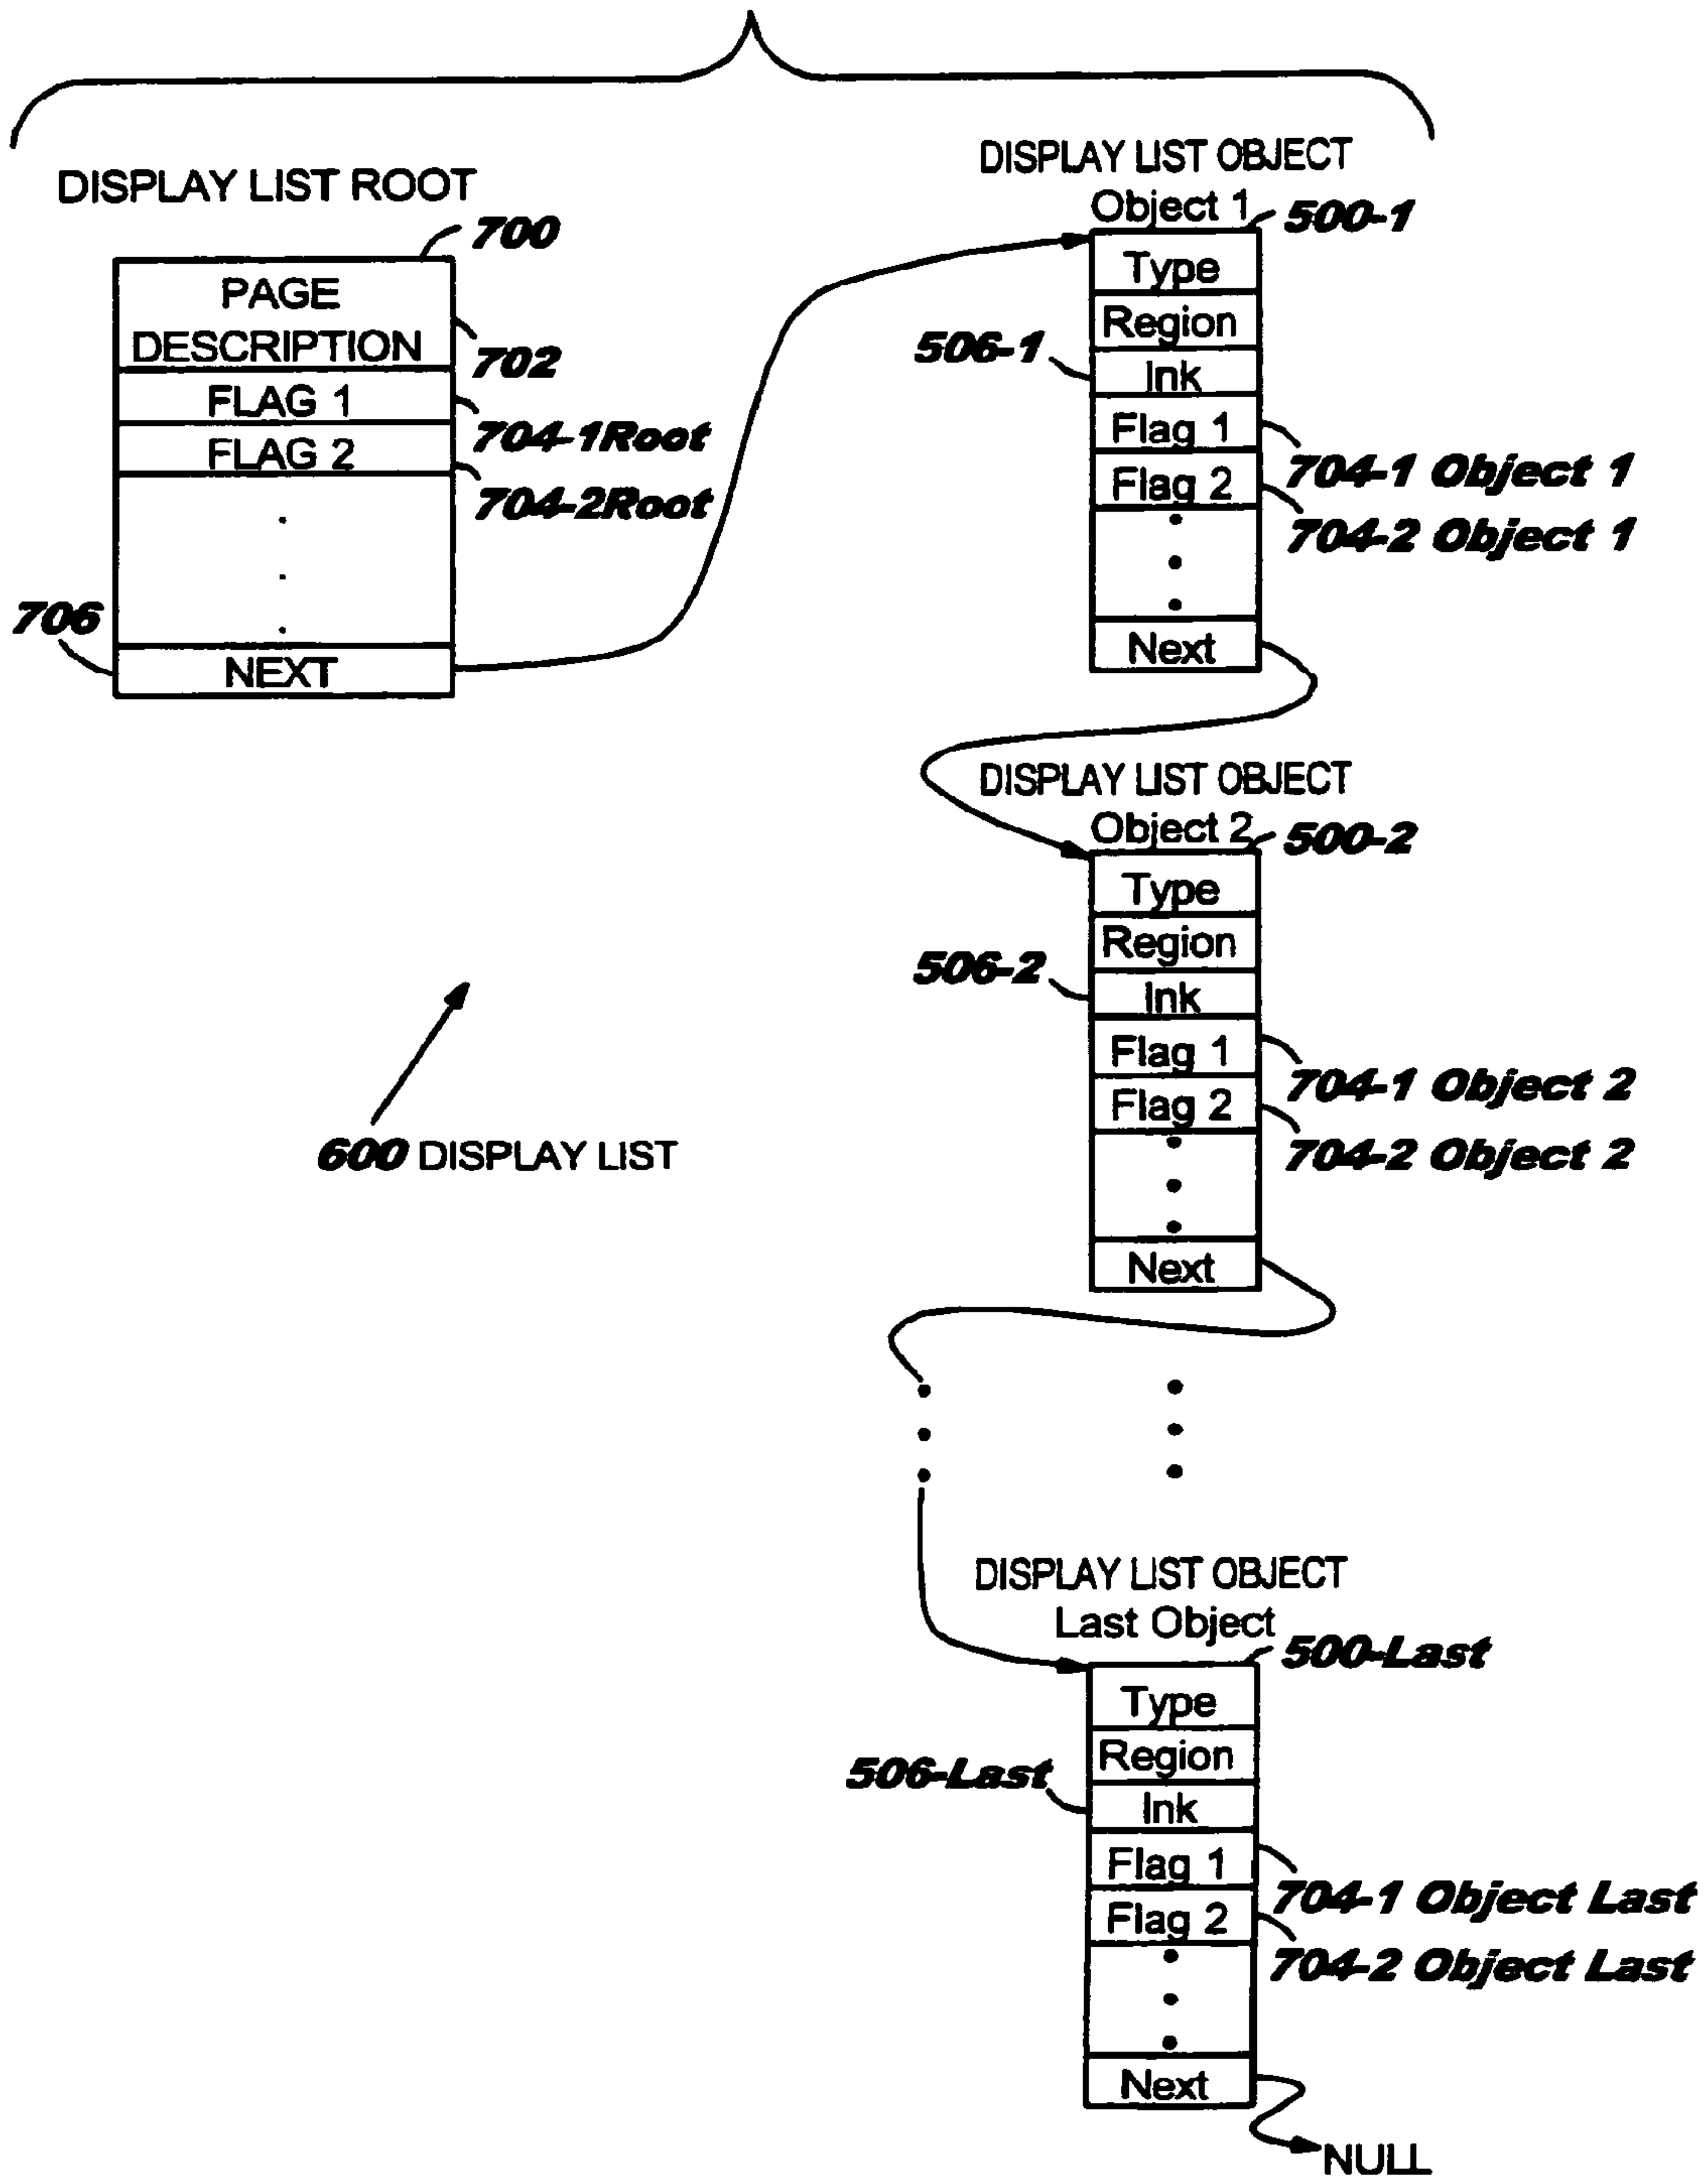 DISPLAY LIST ROOT
700
PAGE
DESCRIPTION
702
FLAG 1
704-1Root
FLAG 2
704-2Root
706
NEXT
DISPLAY LIST OBJECT
Object 1
500-1
Type
Region
506-1
Ink
Flag 1
704-1 Object 1
Flag 2
704-2 Object 1
Next
DISPLAY LIST OBJECT
Object 2
500-2
Type
Region
506-2
Ink
Flag 1
704-1 Object 2
Flag 2
704-2 Object 2
Next
600 DISPLAY LIST
DISPLAY LIST OBJECT
Last Object
500-Last
Type
Region
506-Last
Ink
Flag 1
704-1 Object Last
Flag 2
704-2 Object Last
Next
NULL